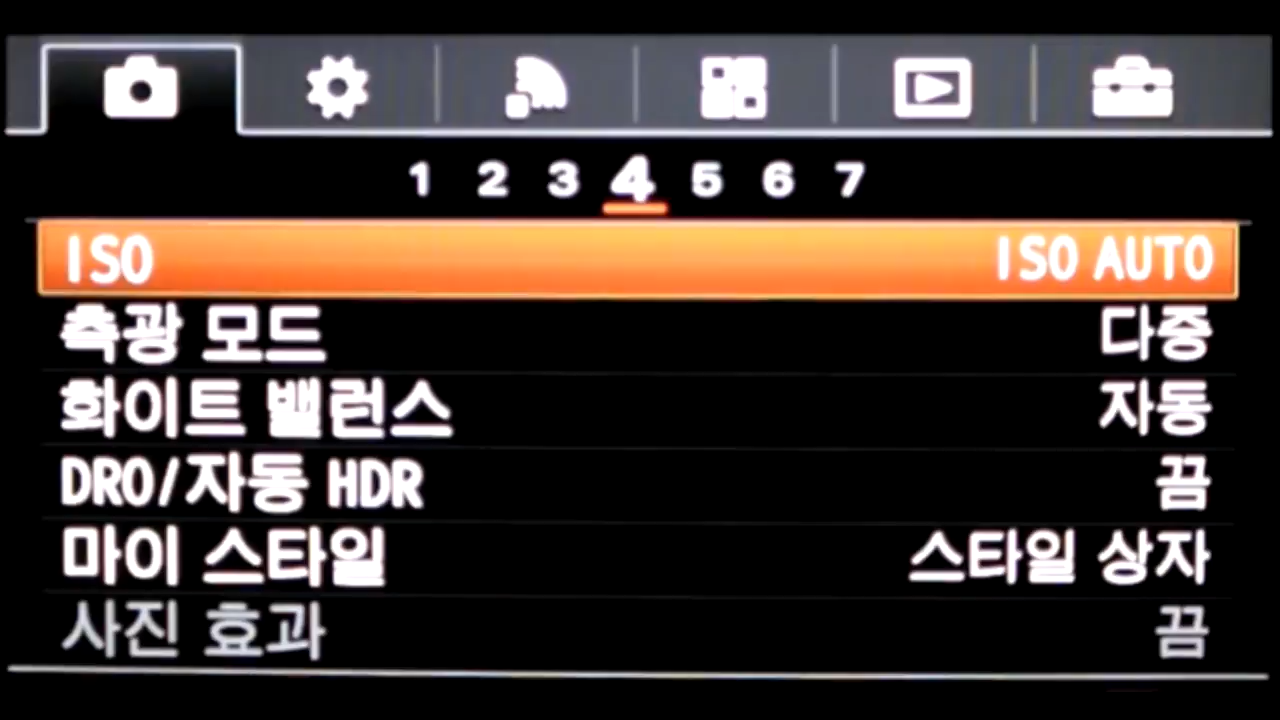 1 2 3 4 5 6 7
ISO ISO AUTO
측광 모드 다중
화이트 밸런스 자동
DRO/자동 HDR 끔
마이 스타일 스타일 상자
사진 효과 끔